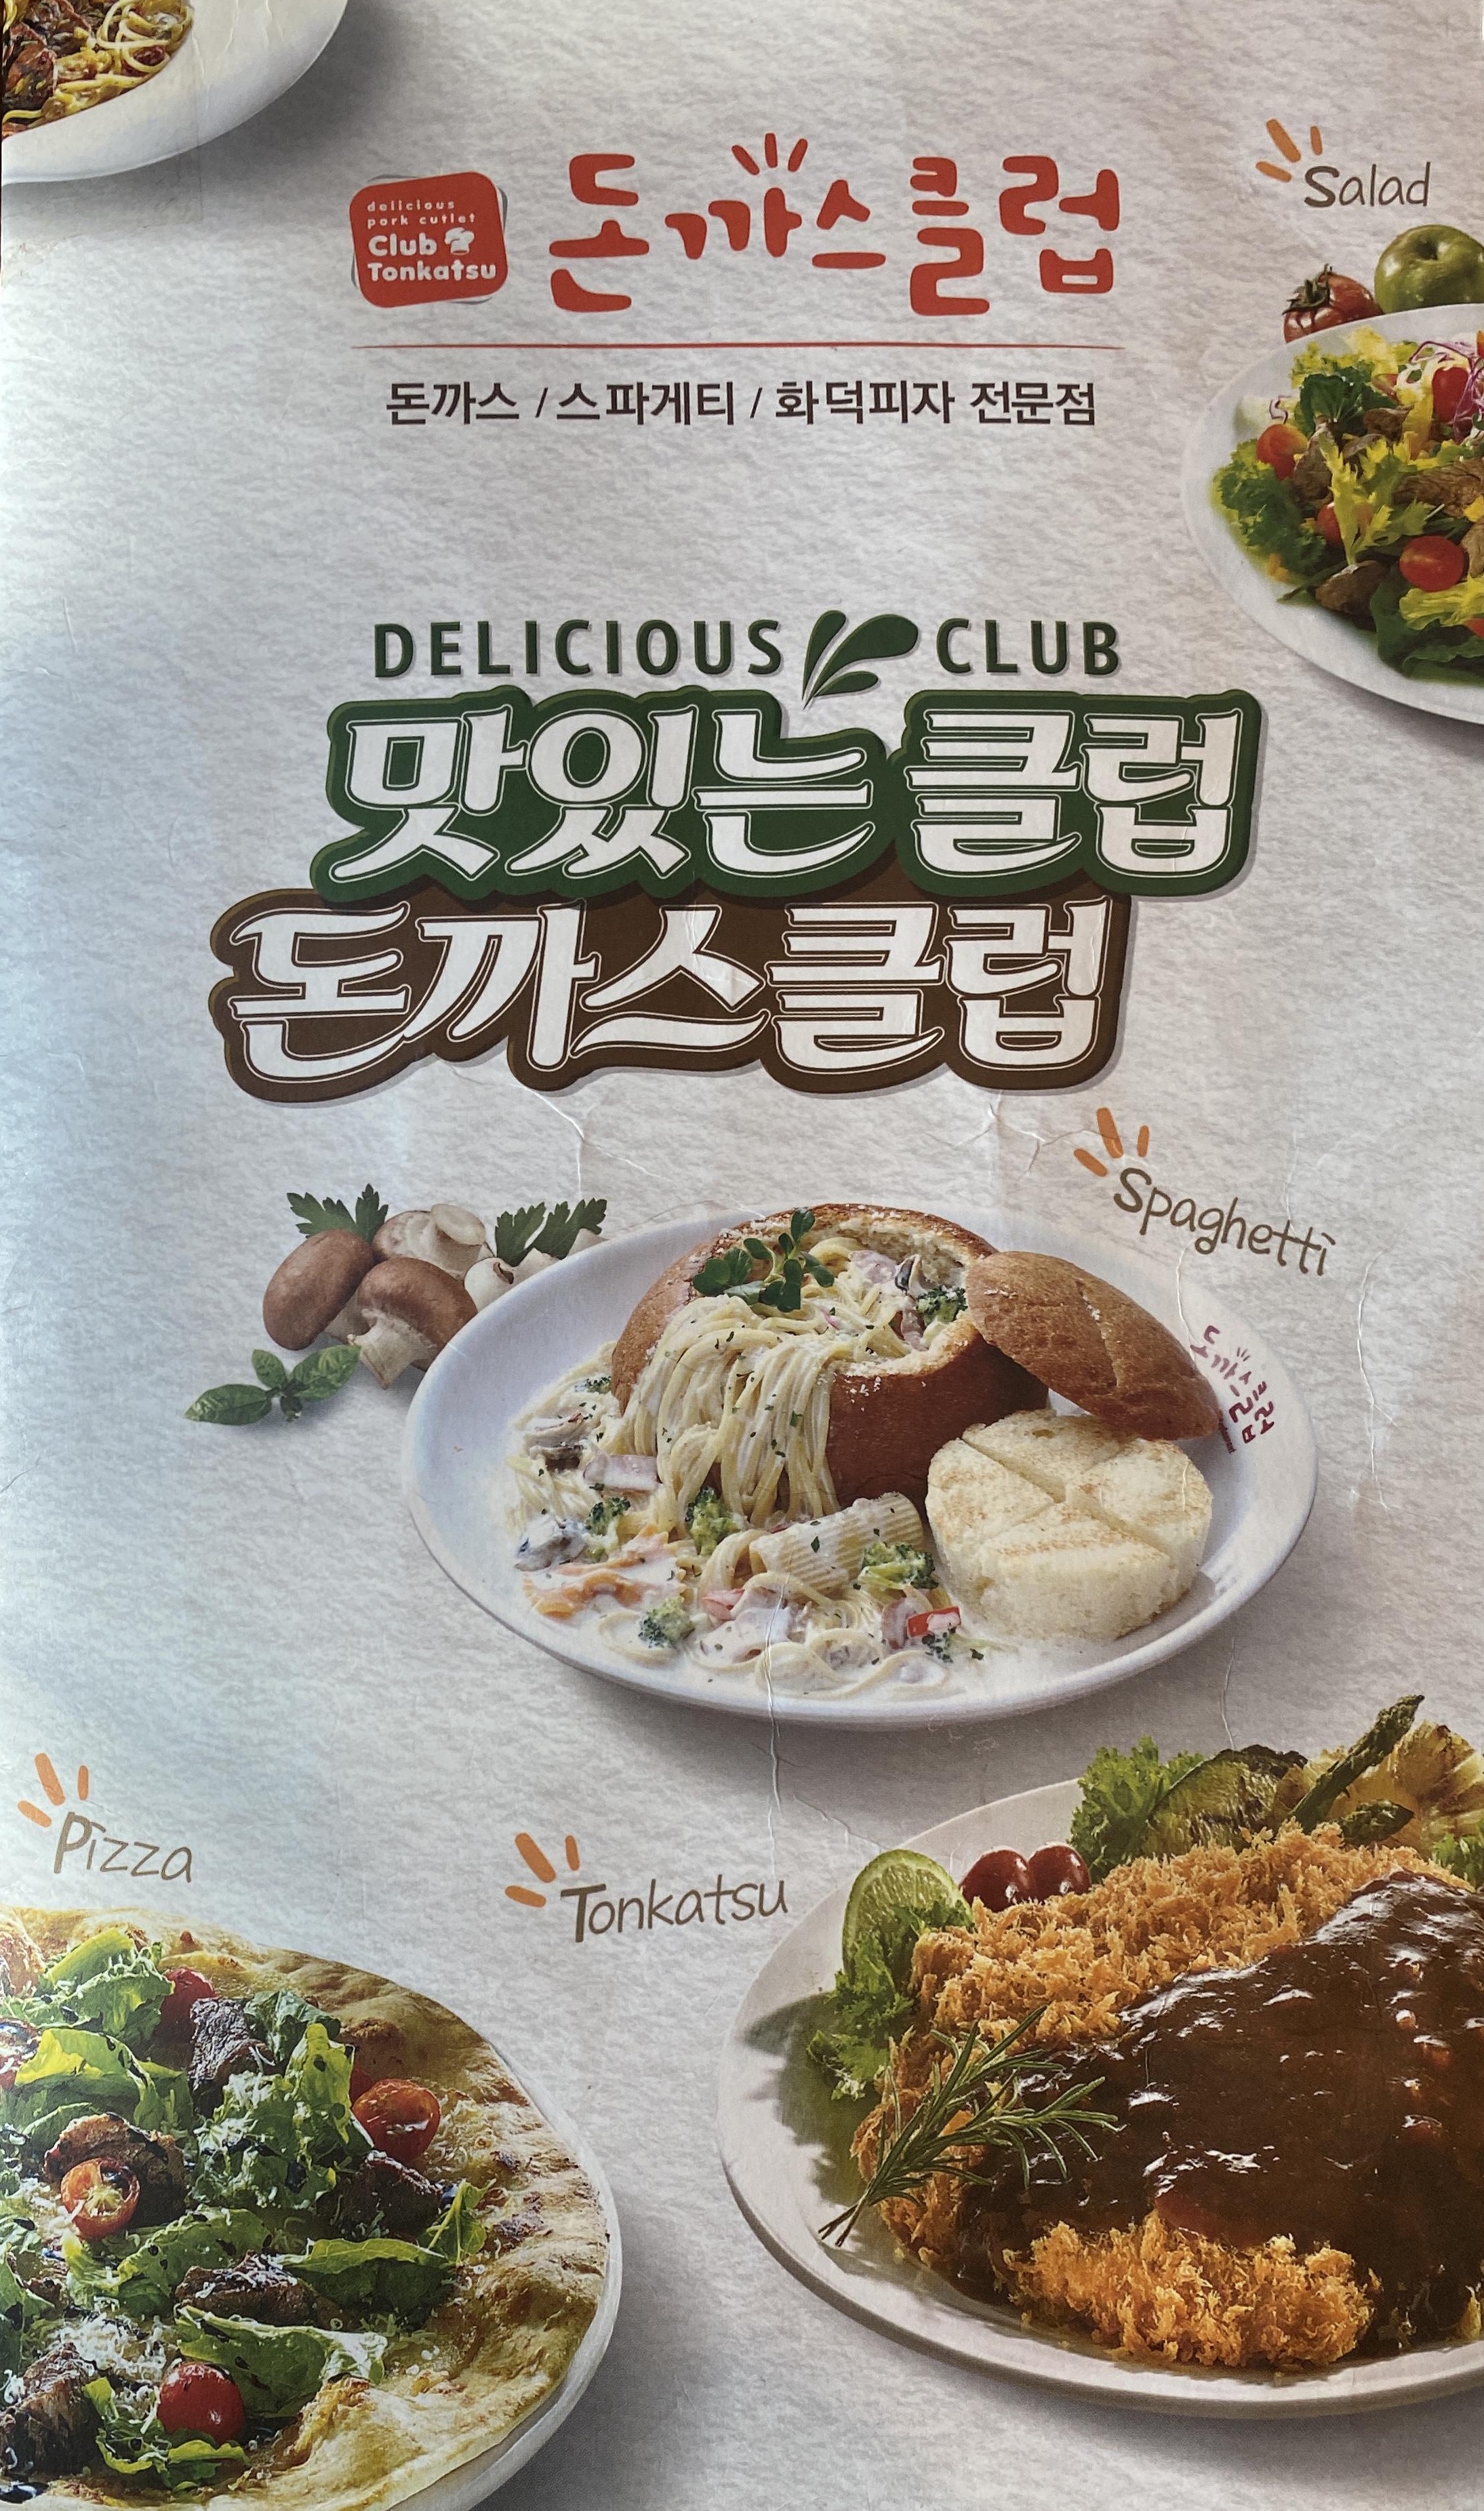 delicious
pork cutlet
Club
Tonkatsu
돈까스클럽
Salad
돈까스 / 스파게티 / 화덕피자 전문점
DELICIOUS CLUB
맛있는 클럽
돈까스클럽
Spaghetti
돈까스클럽
Pizza
Tonkatsu